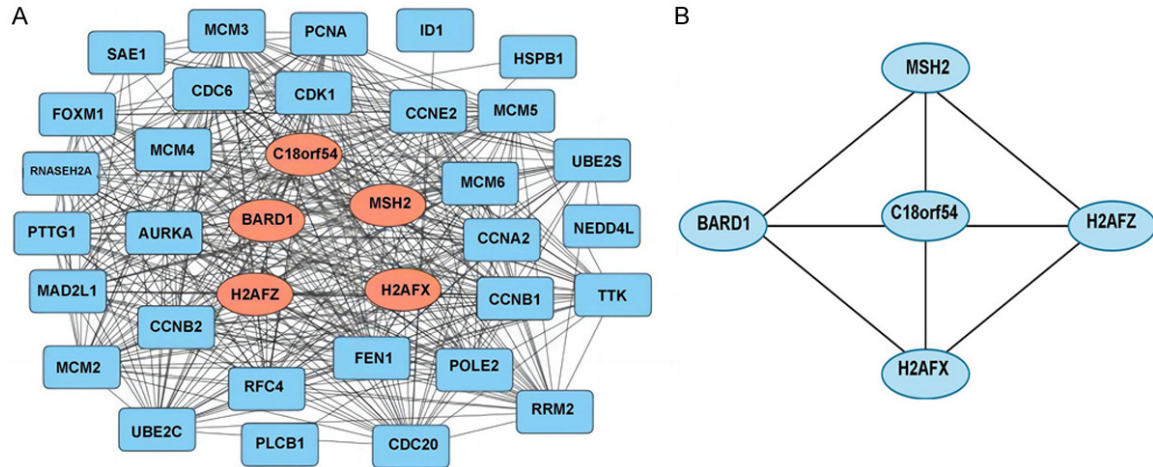 A
MCM3
PCNA
ID1
SAE1
HSPB1
CDC6
CDK1
CCNE2
MCM5
FOXM1
MCM4
C18orf54
UBE2S
RNASEH2A
MCM6
BARD1
MSH2
PTTG1
AURKA
CCNA2
NEDD4L
MAD2L1
H2AFZ
H2AFX
CCNB1
TTK
CCNB2
MCM2
FEN1
POLE2
RFC4
RRM2
UBE2C
PLCB1
CDC20
B
MSH2
BARD1
C18orf54
H2AFZ
H2AFX